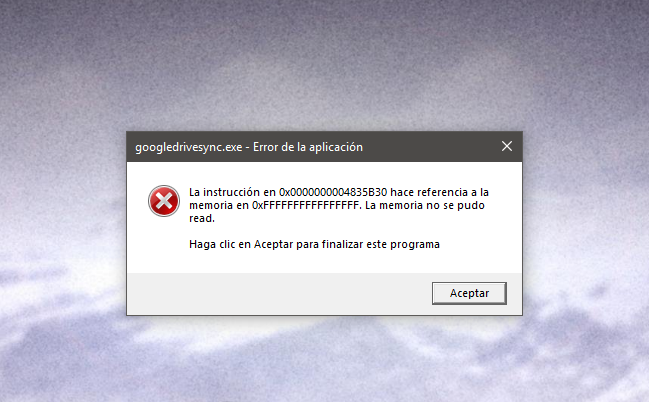 googledrivesync.exe - Error de la aplicación
La instrucción en 0x0000000004835B30 hace referencia a la
memoria en 0xFFFFFFFFFFFFFFFF. La memoria no se pudo
read.
Haga clic en Aceptar para finalizar este programa
Aceptar